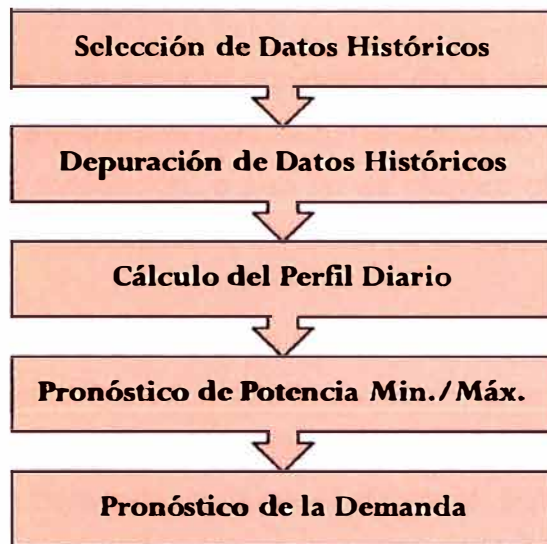 Selección de Datos Históricos
Depuración de Datos Históricos
Cálculo del Perfil Diario
Pronóstico de Potencia Min./Máx.
Pronóstico de la Demanda